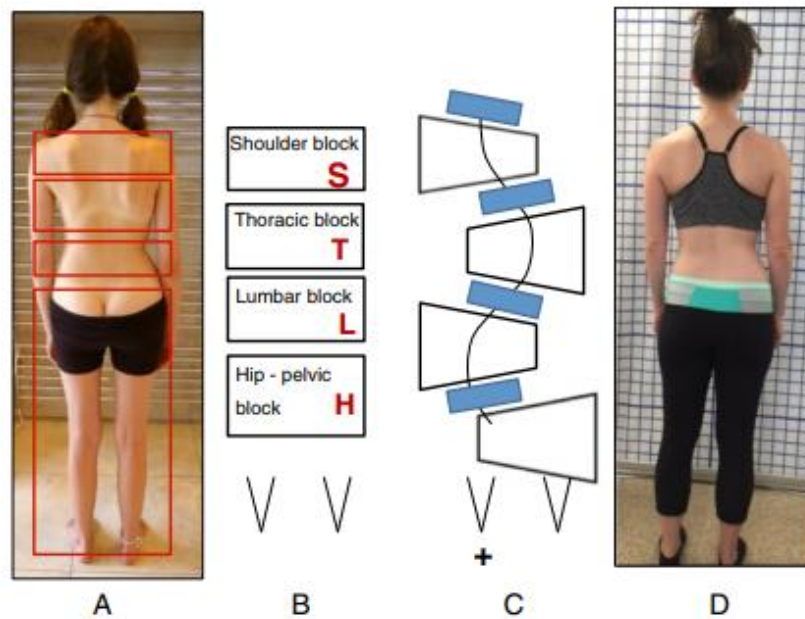 Shoulder block
S
Thoracic block
T
Lumbar block
L
Hip - pelvic
block H
+
A B C D